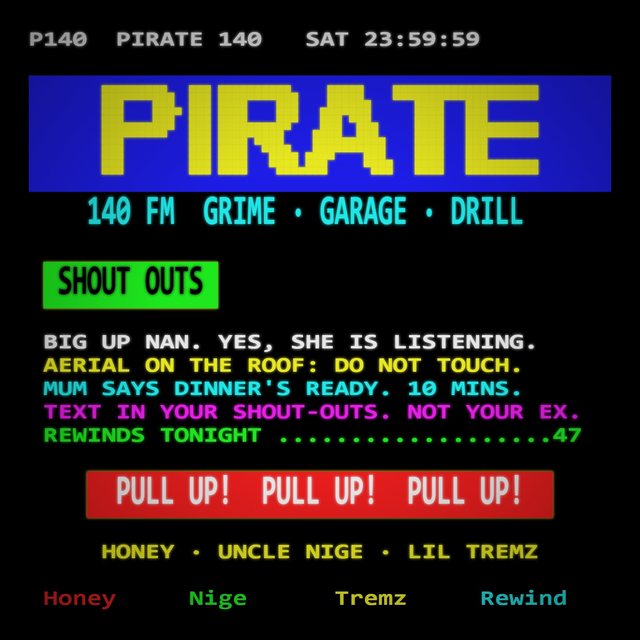 P140 PIRATE 140 SAT 23:59:59
PIRATE
140 FM GRIME · GARAGE · DRILL
SHOUT OUTS
BIG UP NAN. YES, SHE IS LISTENING.
AERIAL ON THE ROOF: DO NOT TOUCH.
MUM SAYS DINNER'S READY. 10 MINS.
TEXT IN YOUR SHOUT-OUTS. NOT YOUR EX.
REWINDS TONIGHT ...................47
PULL UP! PULL UP! PULL UP!
HONEY · UNCLE NIGE · LIL TREMZ
Honey Nige Tremz Rewind